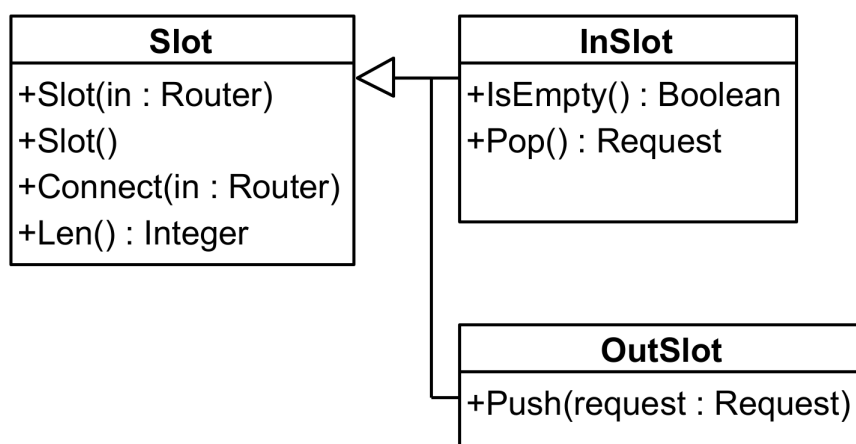 Slot
+Slot(in : Router)
+Slot()
+Connect(in : Router)
+Len() : Integer
InSlot
+IsEmpty() : Boolean
+Pop() : Request
OutSlot
+Push(request : Request)